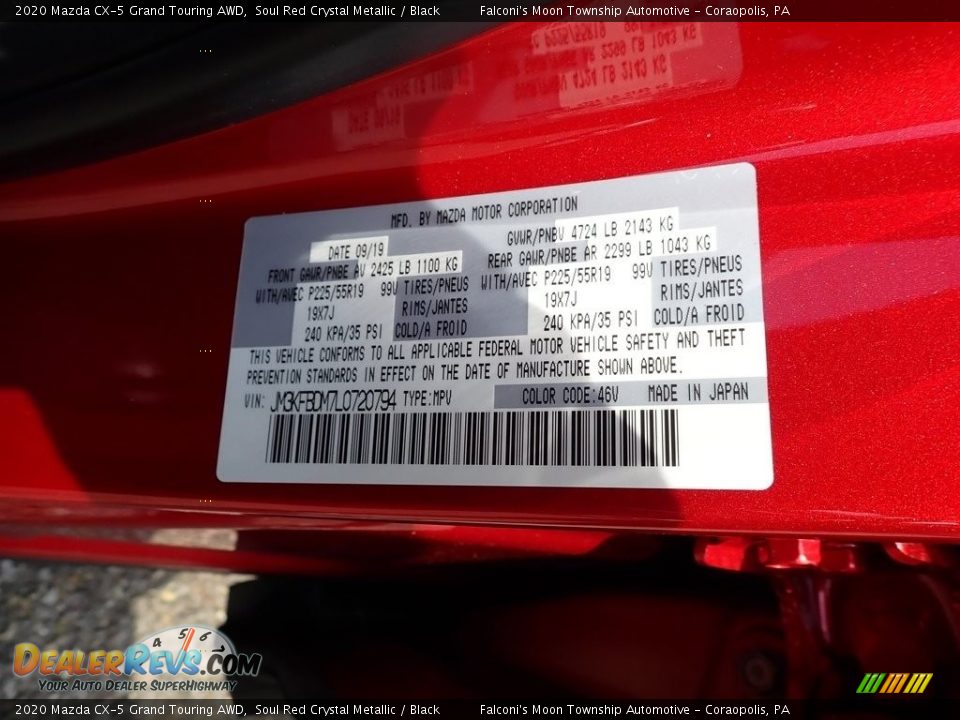 2020 Mazda CX-5 Grand Touring AWD, Soul Red Crystal Metallic / Black Falconi's Moon Township Automotive - Coraopolis, PA
MFD. BY MAZDA MOTOR CORPORATION
DATE 09/19 GVWR/PNBV 4724 LB 2143 KG
FRONT GAWR/PNBE AV 2425 LB 1100 KG REAR GAWR/PNBE AR 2299 LB 1043 KG
WITH/AVEC P225/55R19 99V TIRES/PNEUS WITH/AVEC P225/55R19 99V TIRES/PNEUS
19X7J RIMS/JANTES 19X7J RIMS/JANTES
240 KPA/35 PSI COLD/A FROID 240 KPA/35 PSI COLD/A FROID
THIS VEHICLE CONFORMS TO ALL APPLICABLE FEDERAL MOTOR VEHICLE SAFETY AND THEFT
PREVENTION STANDARDS IN EFFECT ON THE DATE OF MANUFACTURE SHOWN ABOVE.
VIN: JM3KFBDM7L0720794 TYPE:MPV COLOR CODE:46V MADE IN JAPAN
4 5 6
DealerRevs.com
Your Auto Dealer SuperHighway
2020 Mazda CX-5 Grand Touring AWD, Soul Red Crystal Metallic / Black Falconi's Moon Township Automotive - Coraopolis, PA